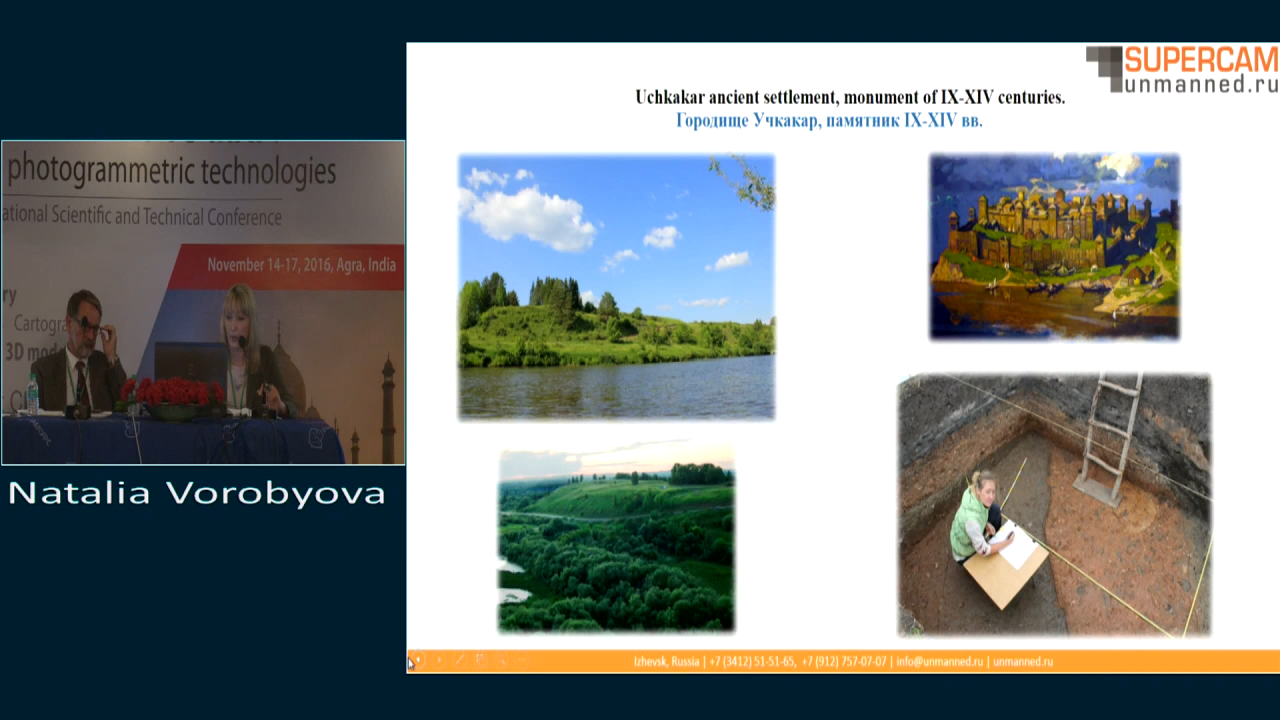 photogrammetric technologies
ational Scientific and Technical Conference
November 14-17, 2016, Agra, India
ry
Cartogra
3D mod
Natalia Vorobyova
SUPERCAM
unmanned.ru
Uchkakar ancient settlement, monument of IX-XIV centuries.
Городище Учкакар, памятник IX-XIV вв.
Izhevsk, Russia | +7 (3412) 51-51-65, +7 (912) 757-07-07 | info@unmanned.ru | unmanned.ru